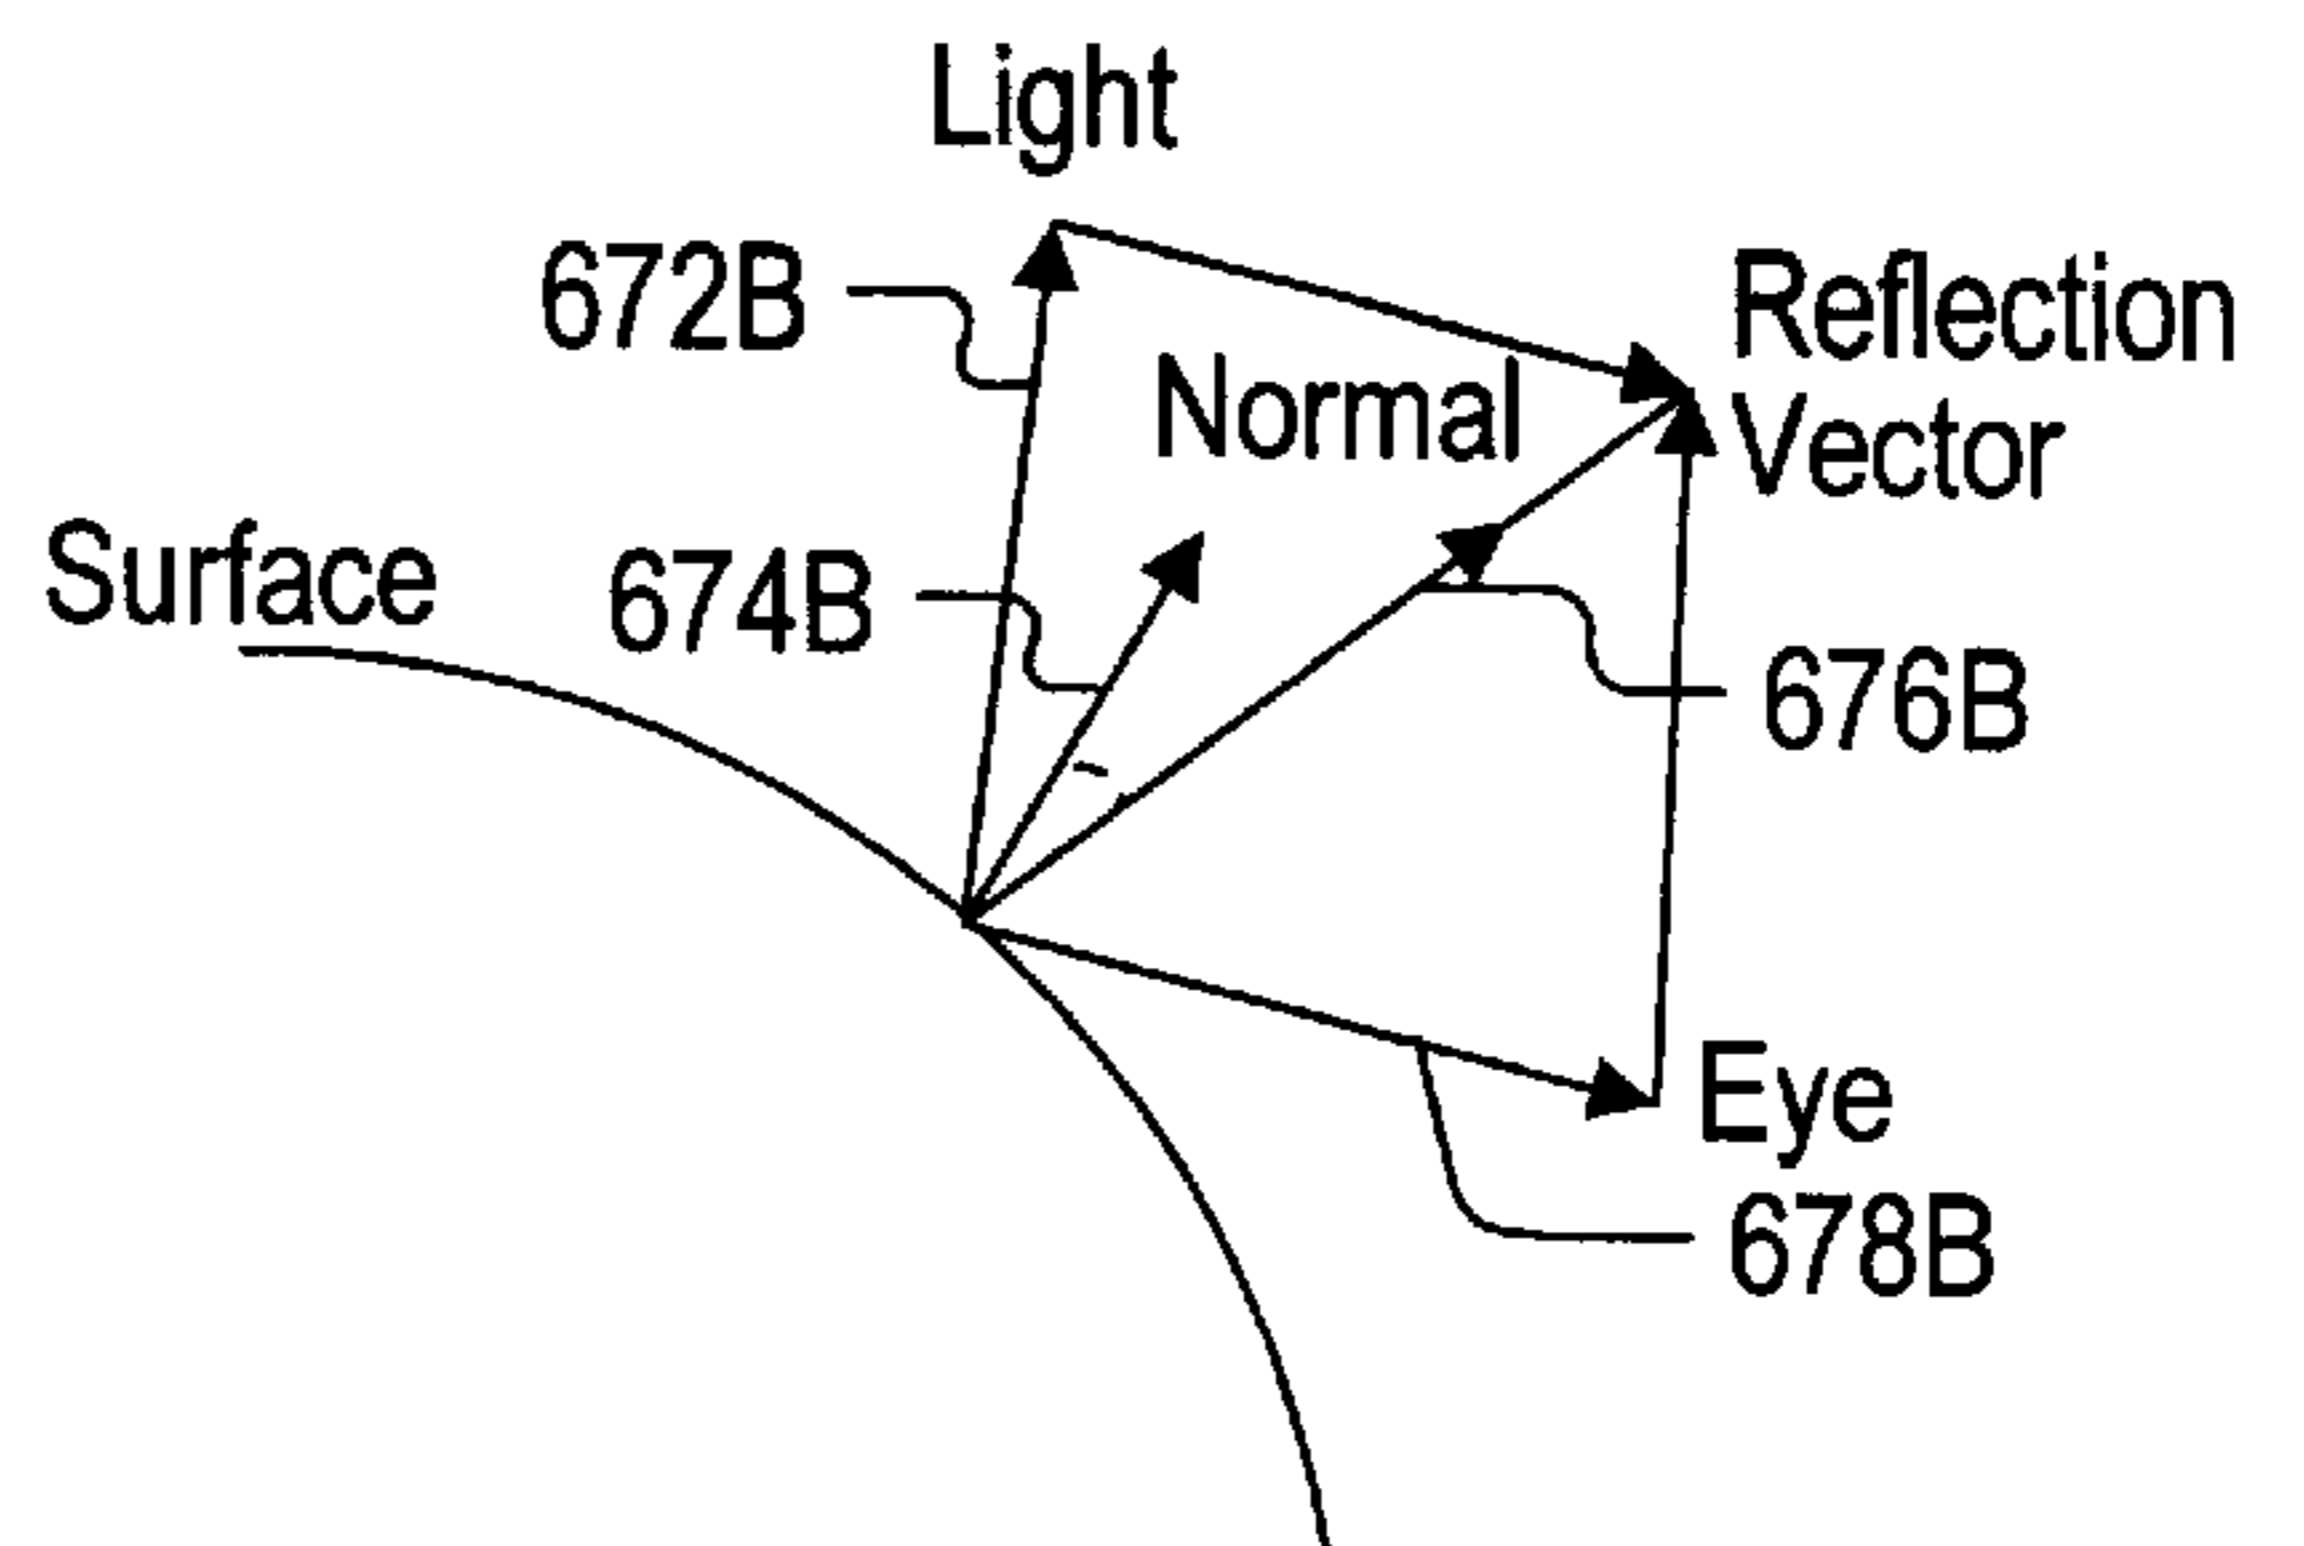 Light
672B
Reflection
Vector
Normal
Surface
674B
676B
Eye
678B